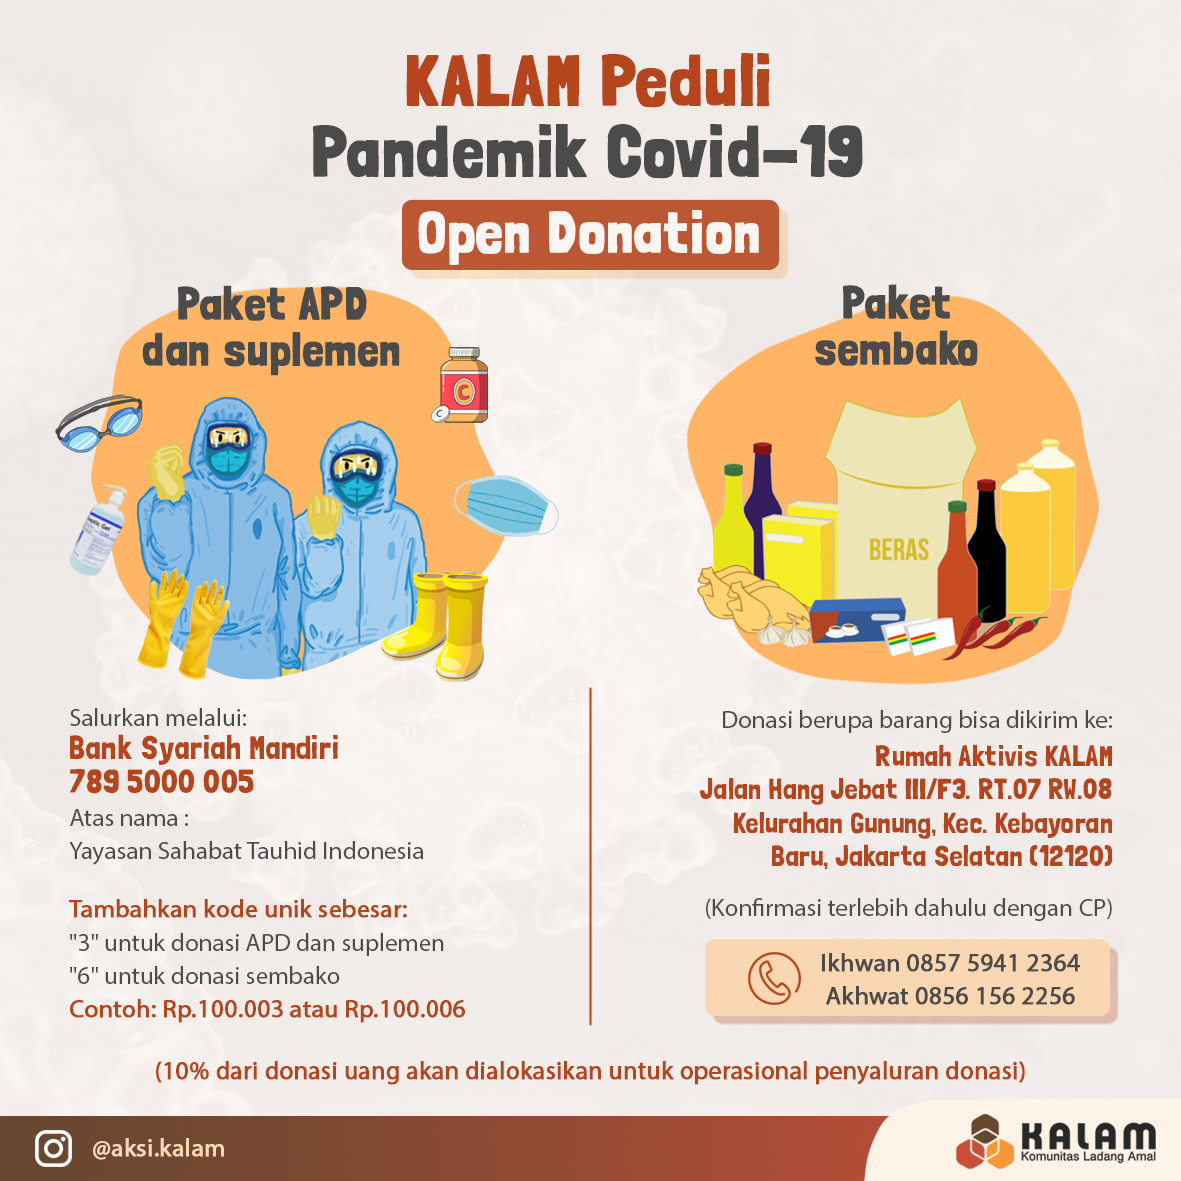 KALAM Peduli
Pandemik Covid-19
Open Donation
Paket APD
dan suplemen
C
C
Septic Gel
Paket
sembako
BERAS
Salurkan melalui:
Bank Syariah Mandiri
789 5000 005
Atas nama :
Yayasan Sahabat Tauhid Indonesia
Tambahkan kode unik sebesar:
"3" untuk donasi APD dan suplemen
"6" untuk donasi sembako
Contoh: Rp.100.003 atau Rp.100.006
Donasi berupa barang bisa dikirim ke:
Rumah Aktivis KALAM
Jalan Hang Jebat III/F3. RT.07 RW.08
Kelurahan Gunung, Kec. Kebayoran
Baru, Jakarta Selatan (12120)
(Konfirmasi terlebih dahulu dengan CP)
Ikhwan 0857 5941 2364
Akhwat 0856 156 2256
(10% dari donasi uang akan dialokasikan untuk operasional penyaluran donasi)
@aksi.kalam
KALAM
Komunitas Ladang Amal